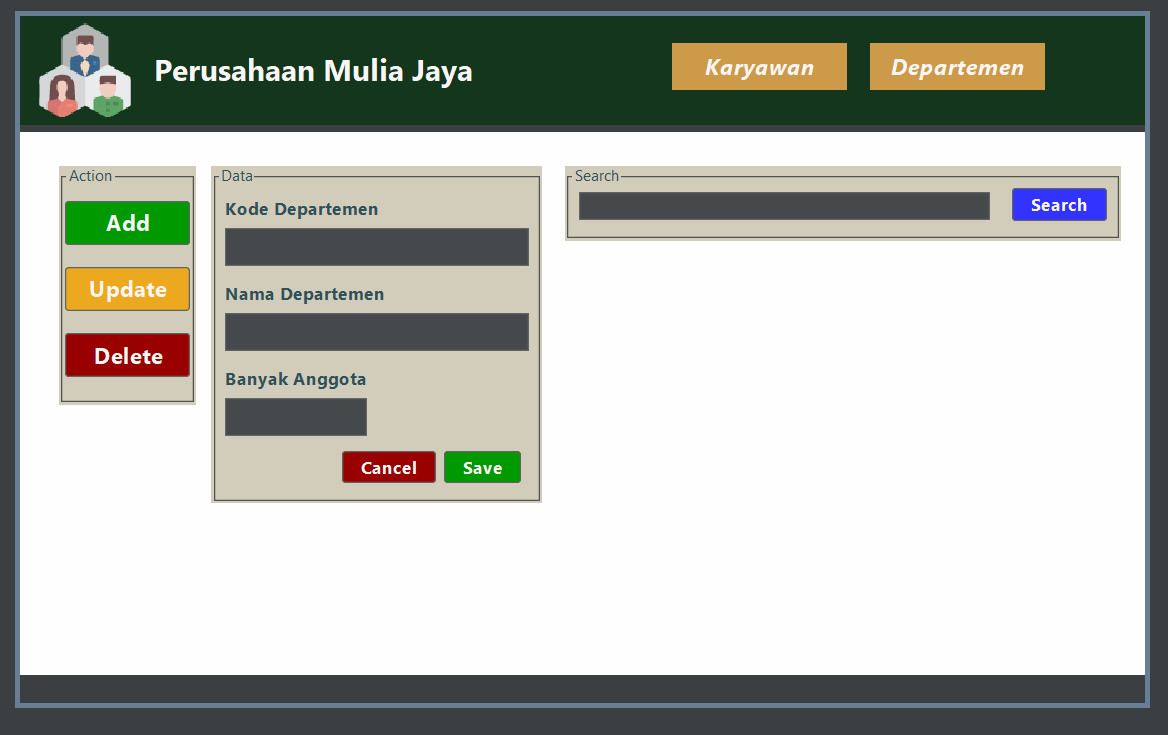 Perusahaan Mulia Jaya
Karyawan
Departemen
Action
Add
Update
Delete
Data
Kode Departemen
Nama Departemen
Banyak Anggota
Cancel
Save
Search
Search